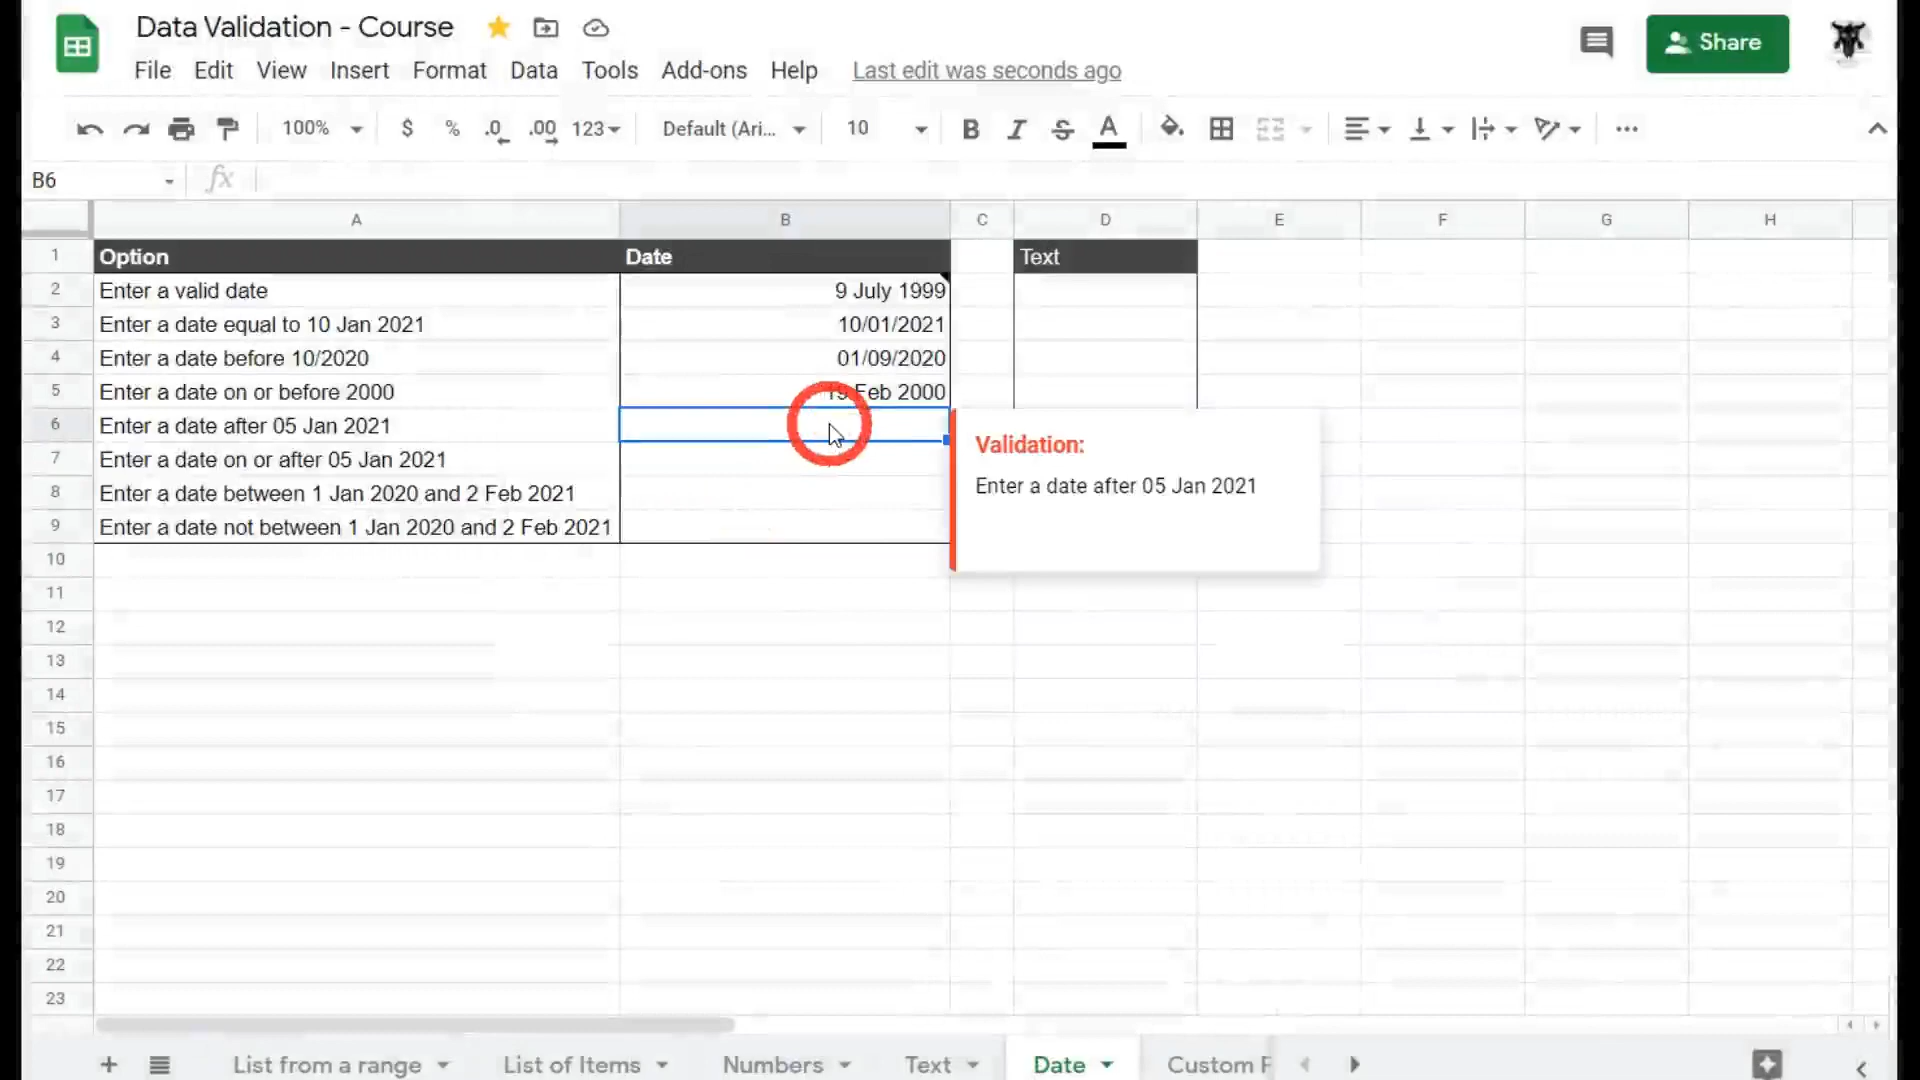 Data Validation - Course
Share
File Edit View Insert Format Data Tools Add-ons Help Last edit was seconds ago
100% $ % .0 .00 123 Default (Ari... 10 B I S A
B6 fx
A B C D E F G H
1 Option Date Text
2 Enter a valid date 9 July 1999
3 Enter a date equal to 10 Jan 2021 10/01/2021
4 Enter a date before 10/2020 01/09/2020
5 Enter a date on or before 2000 19 Feb 2000
6 Enter a date after 05 Jan 2021
Validation:
7 Enter a date on or after 05 Jan 2021
Enter a date after 05 Jan 2021
8 Enter a date between 1 Jan 2020 and 2 Feb 2021
9 Enter a date not between 1 Jan 2020 and 2 Feb 2021
10
11
12
13
14
15
16
17
18
19
20
21
22
23
List from a range List of Items Numbers Text Date Custom F